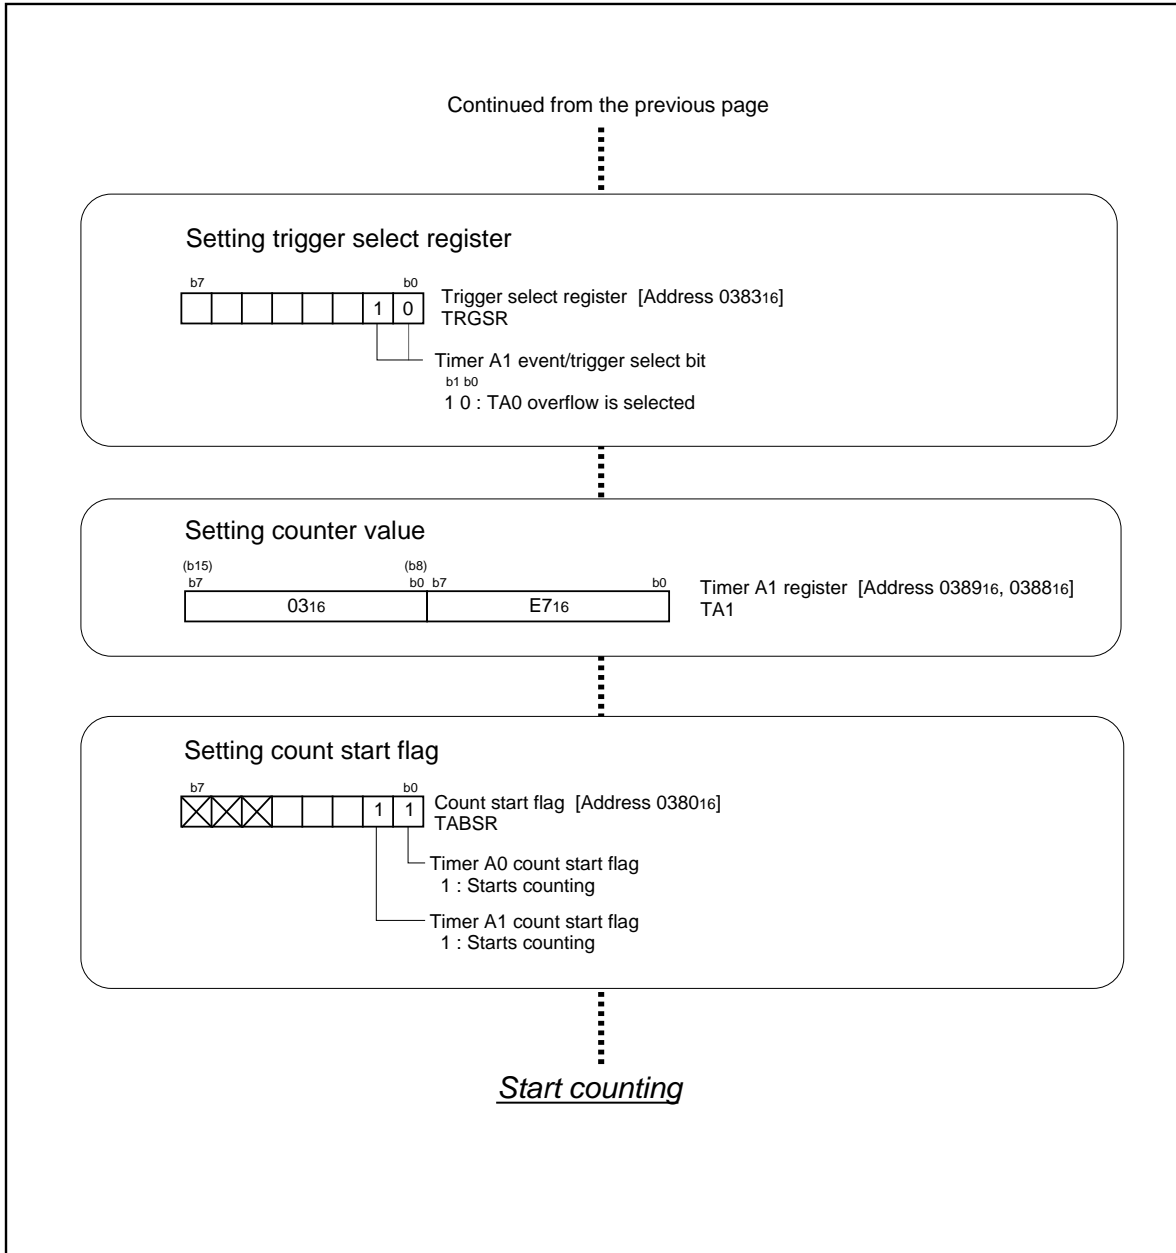 Continued from the previous page
Setting trigger select register
b7 b0
1 0
Trigger select register [Address 038316]
TRGSR
Timer A1 event/trigger select bit
b1 b0
1 0 : TA0 overflow is selected
Setting counter value
(b15) (b8)
b7 b0 b7 b0
0316 E716
Timer A1 register [Address 038916, 038816]
TA1
Setting count start flag
b7 b0
1 1
Count start flag [Address 038016]
TABSR
Timer A0 count start flag
1 : Starts counting
Timer A1 count start flag
1 : Starts counting
Start counting